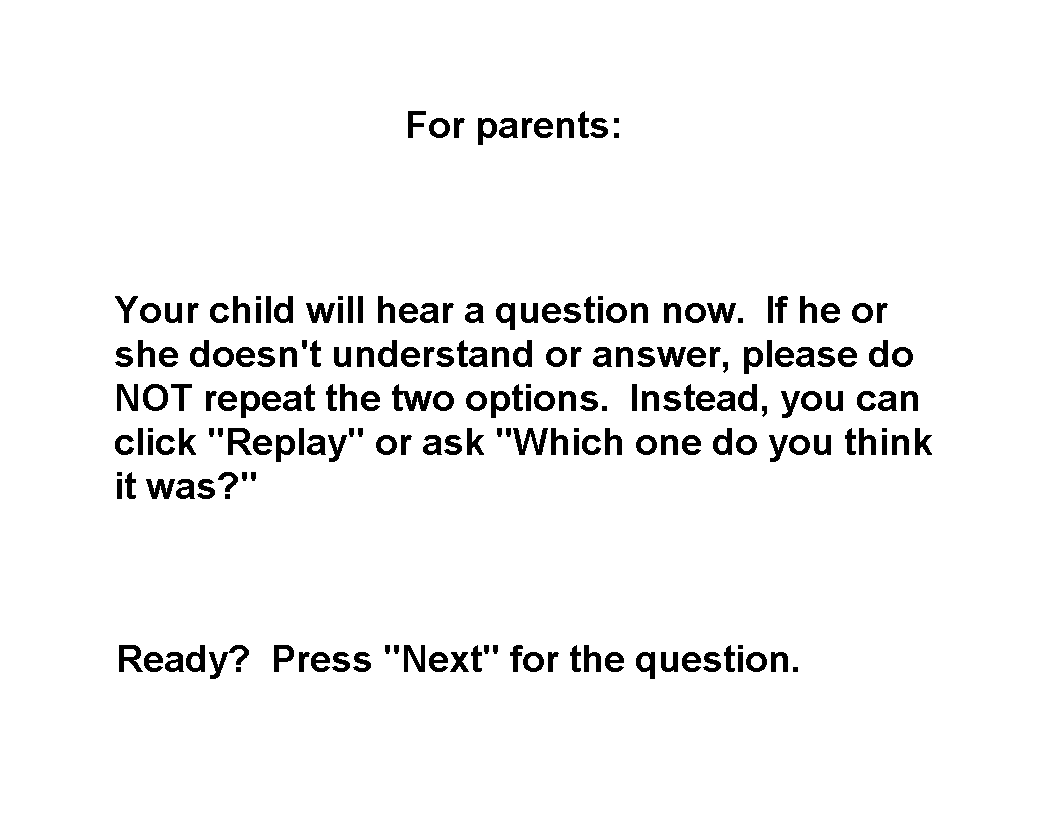 For parents:
Your child will hear a question now.  If he or
she doesn't understand or answer, please do
NOT repeat the two options.  Instead, you can
click "Replay" or ask "Which one do you think
it was?"
Ready?  Press "Next" for the question.